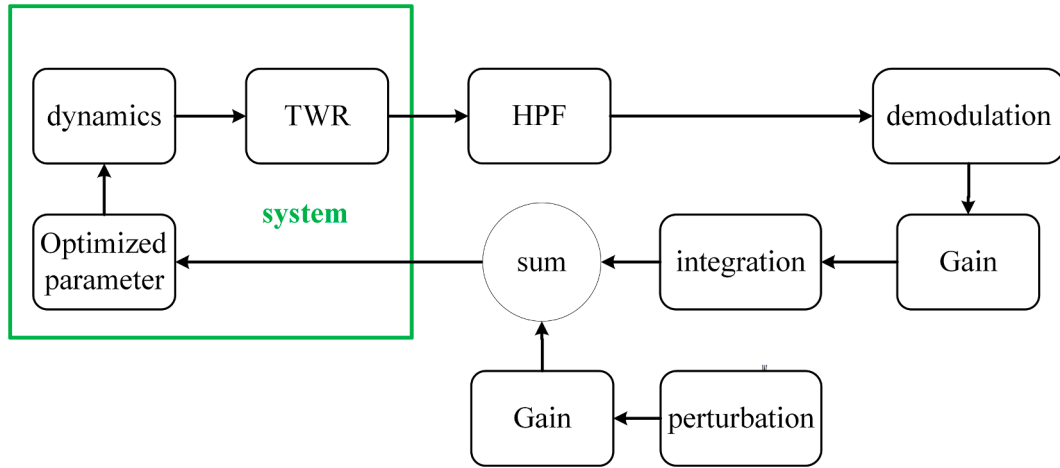 dynamics
TWR
HPF
demodulation
system
Optimized
parameter
sum
integration
Gain
Gain
perturbation